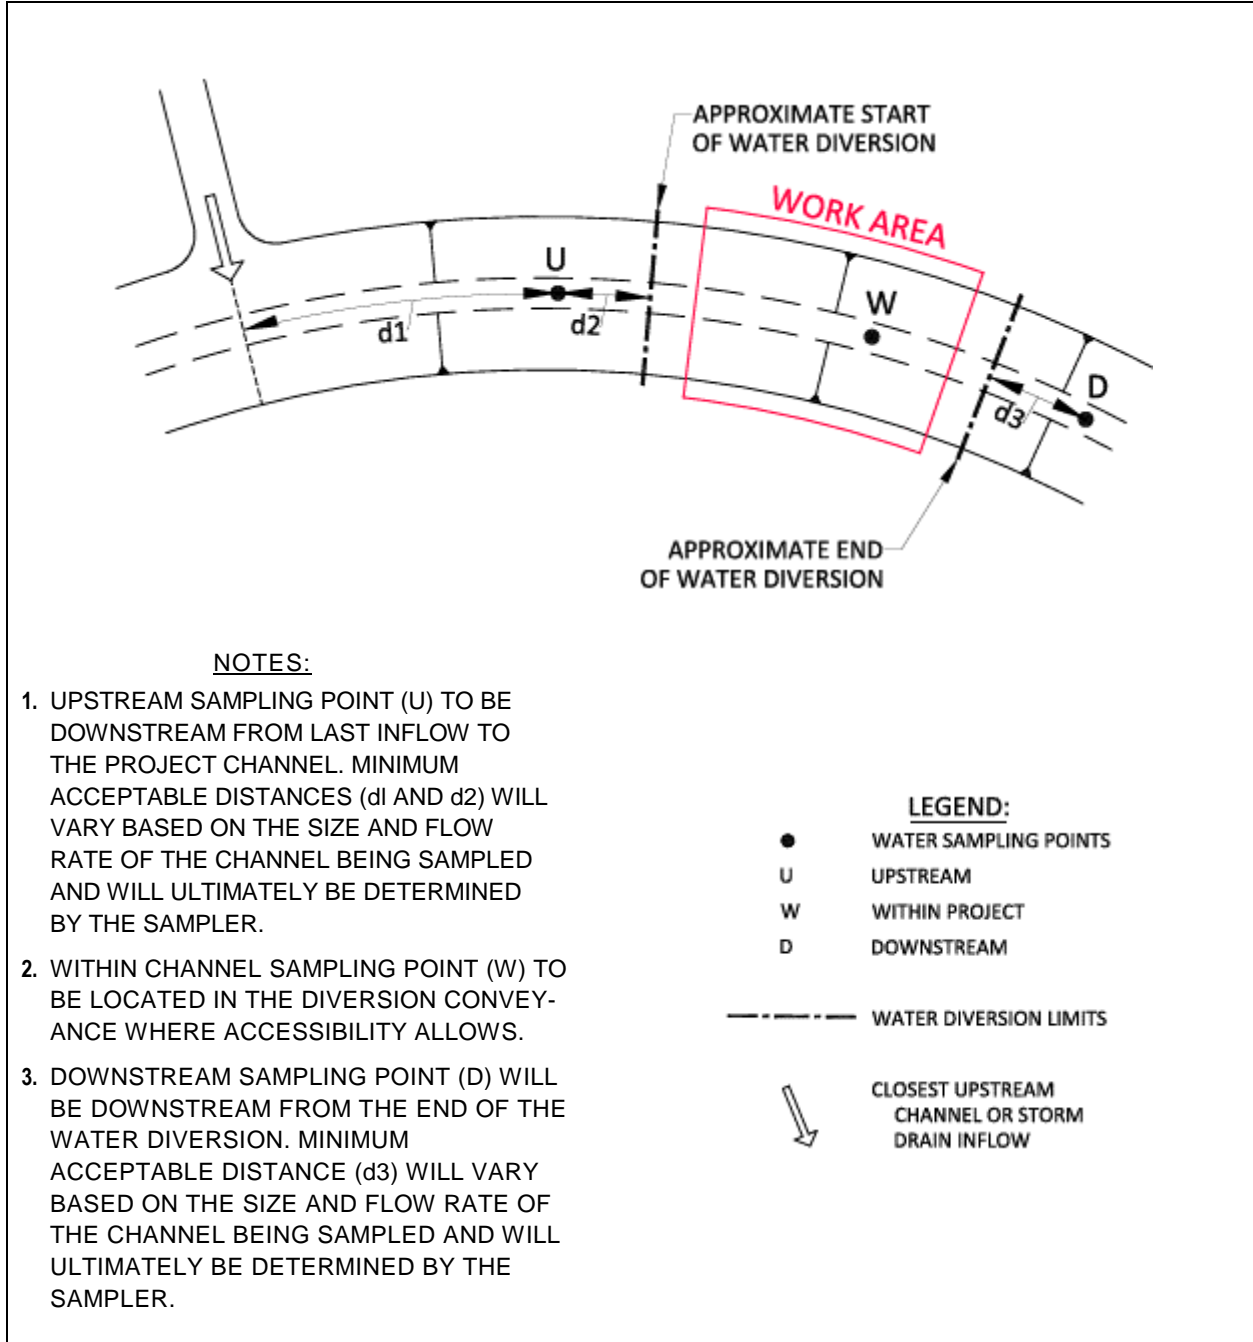 APPROXIMATE START
OF WATER DIVERSION
WORK AREA
U
W
d1
d2
D
d3
APPROXIMATE END
OF WATER DIVERSION
NOTES:
1. UPSTREAM SAMPLING POINT (U) TO BE
DOWNSTREAM FROM LAST INFLOW TO
THE PROJECT CHANNEL. MINIMUM
ACCEPTABLE DISTANCES (dl AND d2) WILL
VARY BASED ON THE SIZE AND FLOW
RATE OF THE CHANNEL BEING SAMPLED
AND WILL ULTIMATELY BE DETERMINED
BY THE SAMPLER.
2. WITHIN CHANNEL SAMPLING POINT (W) TO
BE LOCATED IN THE DIVERSION CONVEY-
ANCE WHERE ACCESSIBILITY ALLOWS.
3. DOWNSTREAM SAMPLING POINT (D) WILL
BE DOWNSTREAM FROM THE END OF THE
WATER DIVERSION. MINIMUM
ACCEPTABLE DISTANCE (d3) WILL VARY
BASED ON THE SIZE AND FLOW RATE OF
THE CHANNEL BEING SAMPLED AND WILL
ULTIMATELY BE DETERMINED BY THE
SAMPLER.
LEGEND:
WATER SAMPLING POINTS
U UPSTREAM
W WITHIN PROJECT
D DOWNSTREAM
WATER DIVERSION LIMITS
CLOSEST UPSTREAM
CHANNEL OR STORM
DRAIN INFLOW